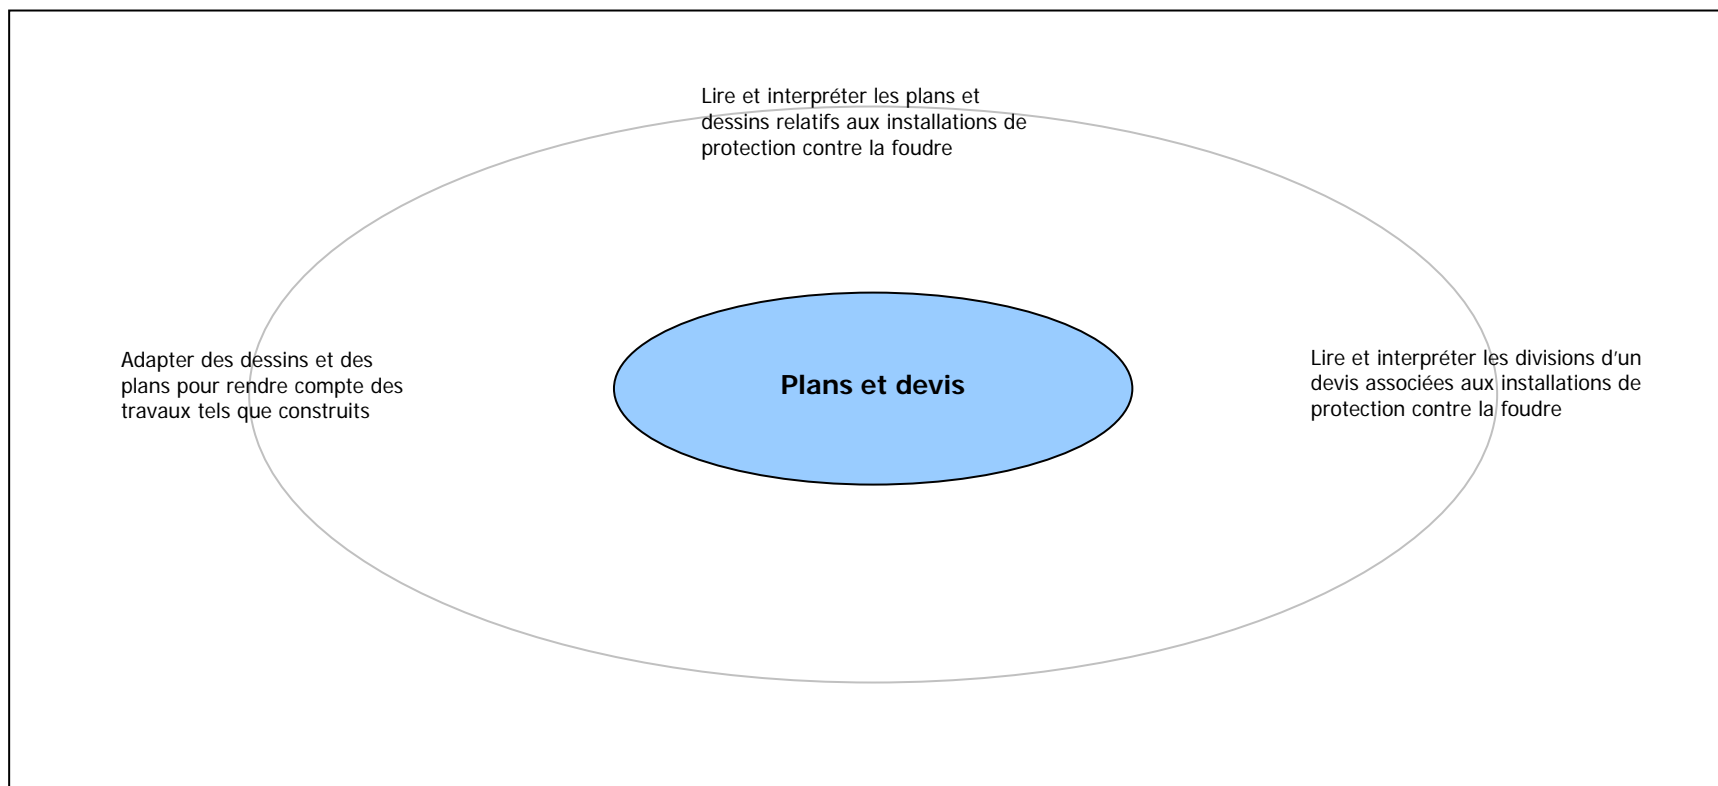 Lire et interpréter les plans et
dessins relatifs aux installations de
protection contre la foudre
Adapter des dessins et des
plans pour rendre compte des
travaux tels que construits
Plans et devis
Lire et interpréter les divisions d'un
devis associées aux installations de
protection contre la foudre